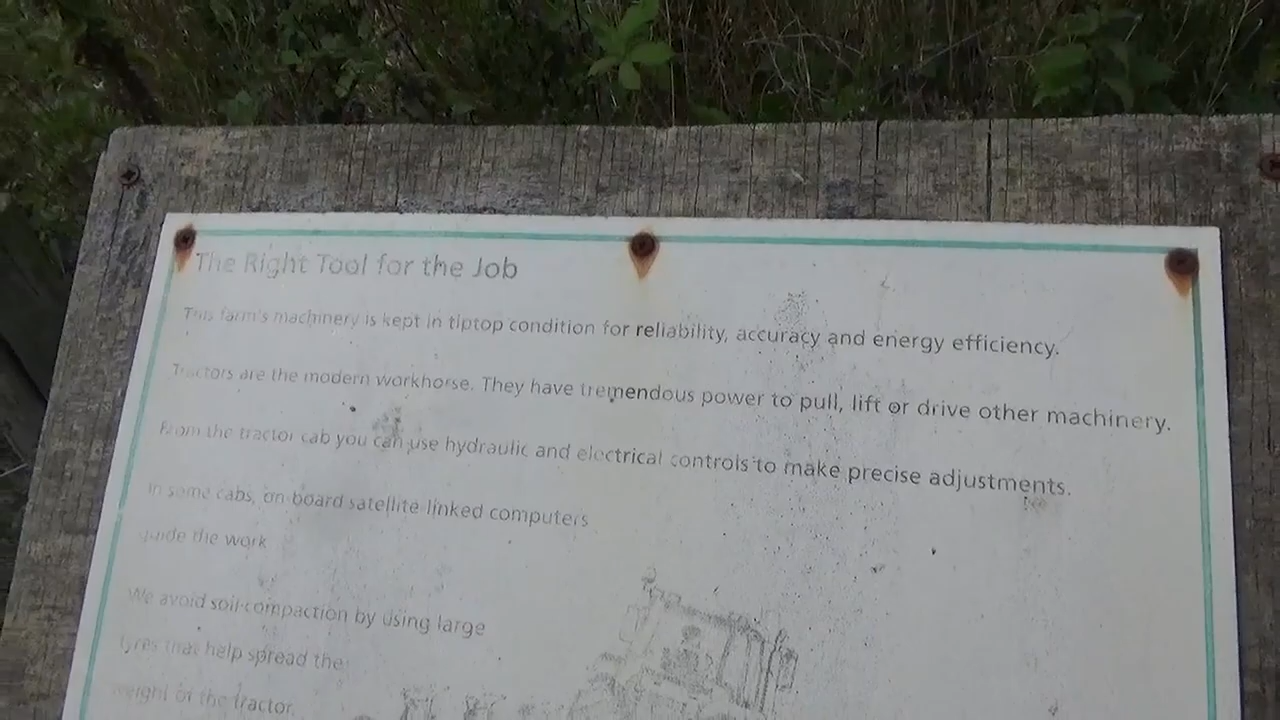 The Right Tool for the Job
This farm's machinery is kept in tiptop condition for reliability, accuracy and energy efficiency.
Tractors are the modern workhorse. They have tremendous power to pull, lift or drive other machinery.
From the tractor cab you can use hydraulic and electrical controls to make precise adjustments.
In some cabs, on-board satellite-linked computers
guide the work
We avoid soil-compaction by using large
tyres that help spread the
weight of the tractor.